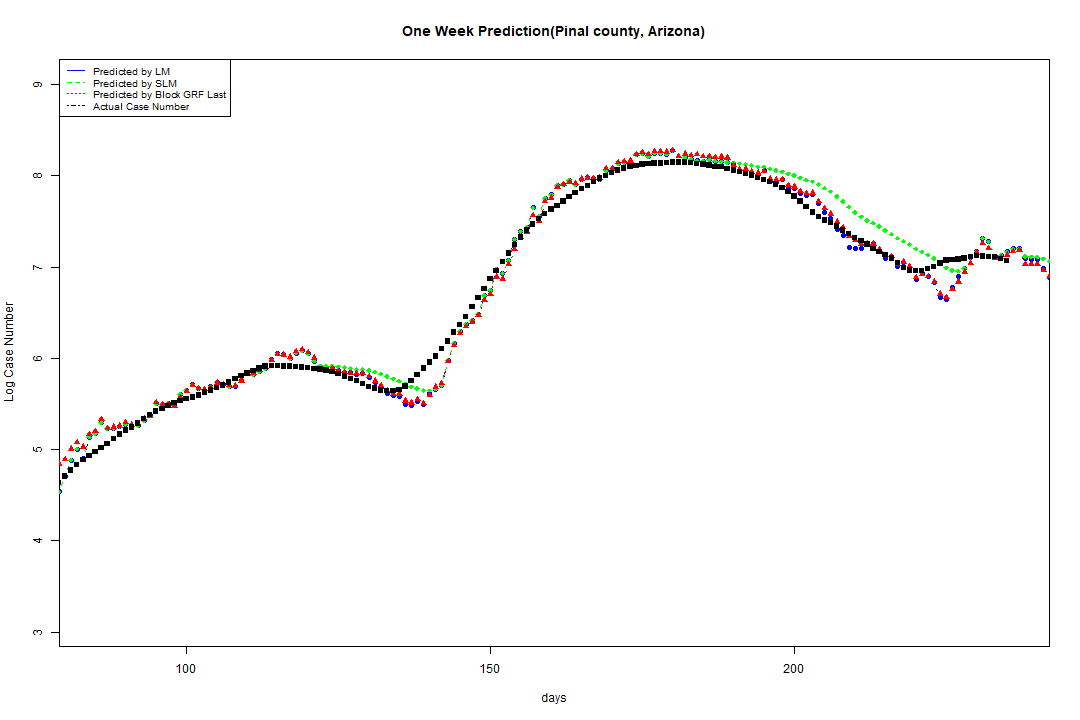 One Week Prediction(Pinal county, Arizona)
Predicted by LM
Predicted by SLM
Predicted by Block GRF Last
Actual Case Number
9
8
7
6
5
4
3
Log Case Number
100
150
200
days